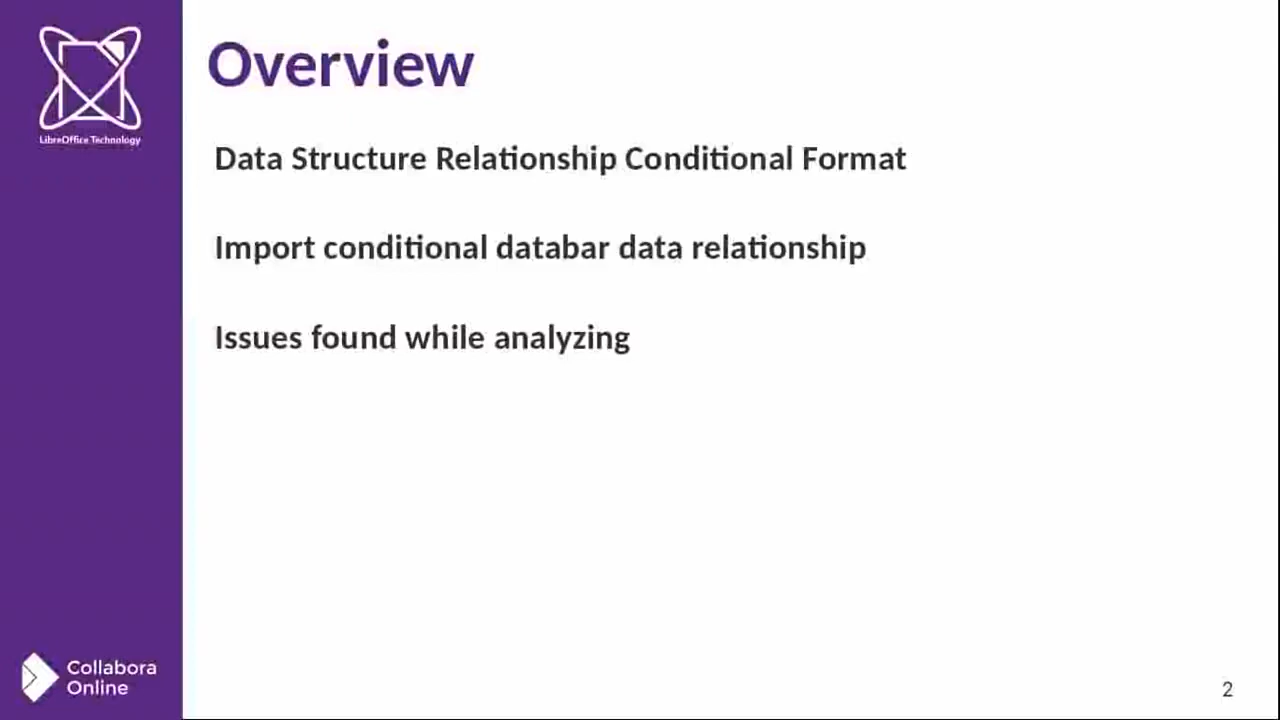 LibreOffice Technology
Overview
Data Structure Relationship Conditional Format
Import conditional databar data relationship
Issues found while analyzing
Collabora
Online
2